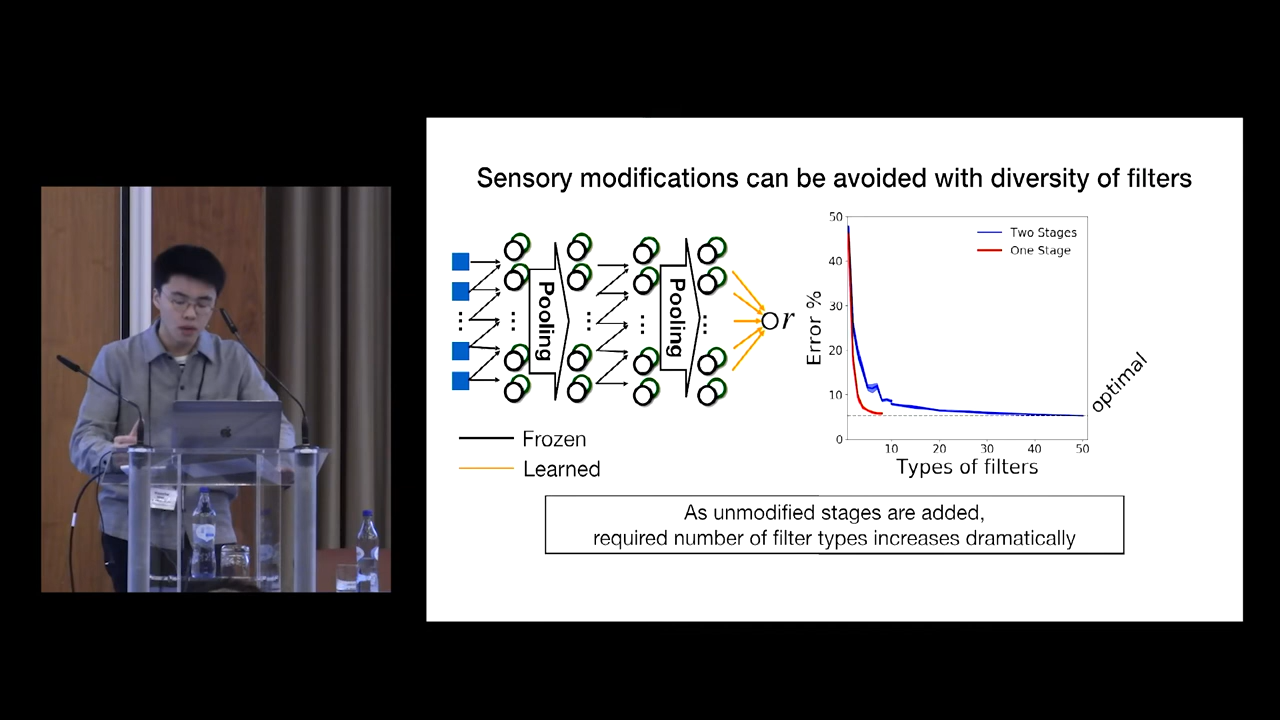 Sensory modifications can be avoided with diversity of filters
Pooling
Pooling
or
Frozen
Learned
Error %
50
40
30
20
10
0
Two Stages
One Stage
optimal
10
20
30
40
50
Types of filters
As unmodified stages are added,
required number of filter types increases dramatically